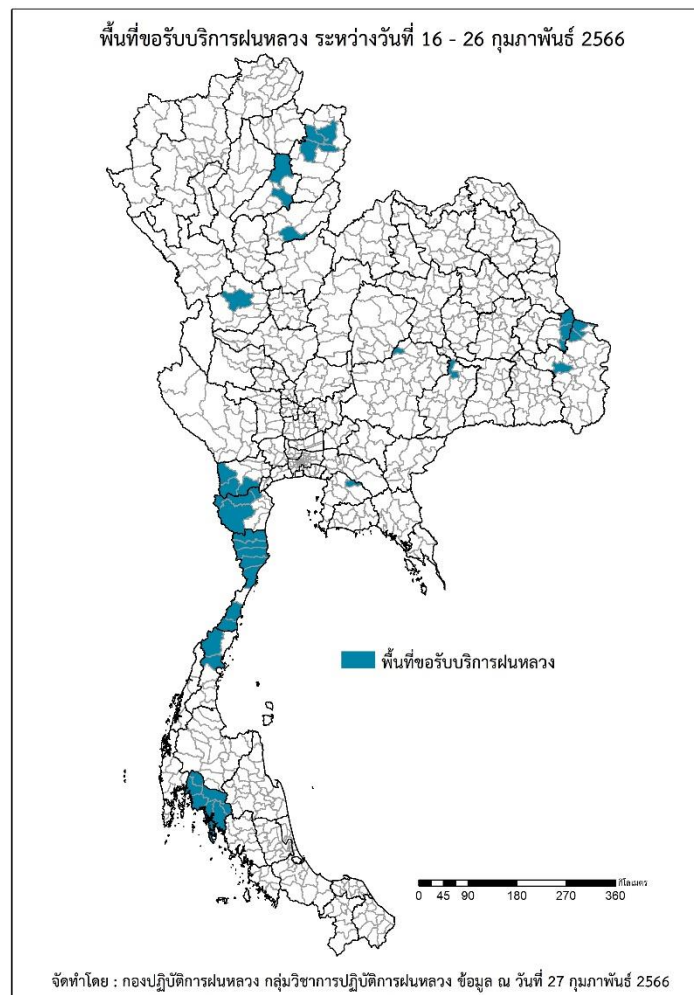 พื้นที่ขอรับบริการฝนหลวง ระหว่างวันที่ 16 - 26 กุมภาพันธ์ 2566
พื้นที่ขอรับบริการฝนหลวง
กิโลเมตร
0 45 90 180 270 360
จัดทำโดย : กองปฏิบัติการฝนหลวง กลุ่มวิชาการปฏิบัติการฝนหลวง ข้อมูล ณ วันที่ 27 กุมภาพันธ์ 2566